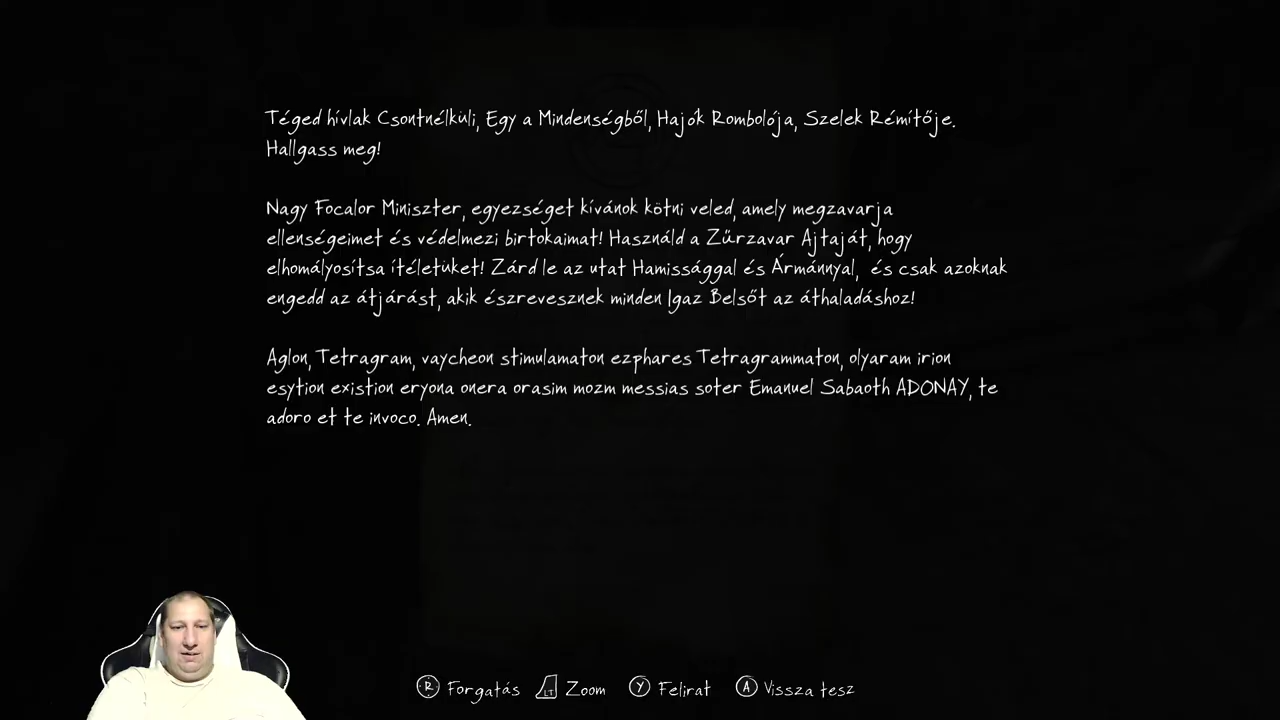 Téged hívlak Csontnélküli, Egy a Mindenségből, Hajók Rombolója, Szelek Rémítője.
Hallgass meg!
Nagy Focalor Miniszter, egyezséget kívánok kötni veled, amely megzavarja
ellenségeimet és védelmezi birtokaimat! Használd a Zűrzavar Ajtaját, hogy
elhomályosítsa ítéletüket! Zárd le az utat Hamissággal és Ármánnyal, és csak azoknak
engedd az átjárást, akik észrevesznek minden Igaz Belsőt az áthaladáshoz!
Aglon, Tetragram, vaycheon stimulamaton ezphares Tetragrammaton, olyaram irion
esytion existion eryona onera orasim mozm messias soter Emanuel Sabaoth ADONAY, te
adoro et te invoco. Amen.
R Forgatás LT Zoom Y Felirat A Vissza tesz